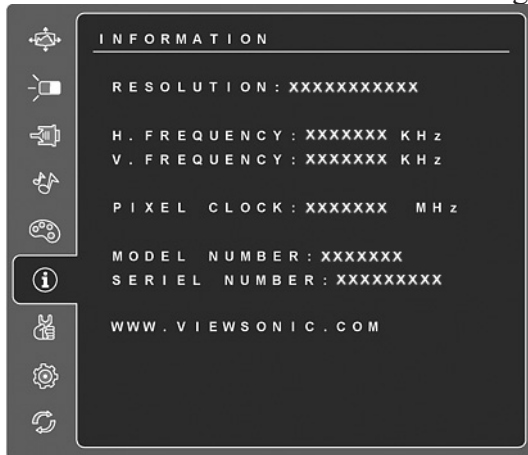 INFORMATION
RESOLUTION: XXXXXXXXXXX
H. FREQUENCY: XXXXXXX KHz
V. FREQUENCY: XXXXXXX KHz
PIXEL CLOCK: XXXXXXX MHz
MODEL NUMBER: XXXXXXX
SERIEL NUMBER: XXXXXXXXX
WWW.VIEWSONIC.COM